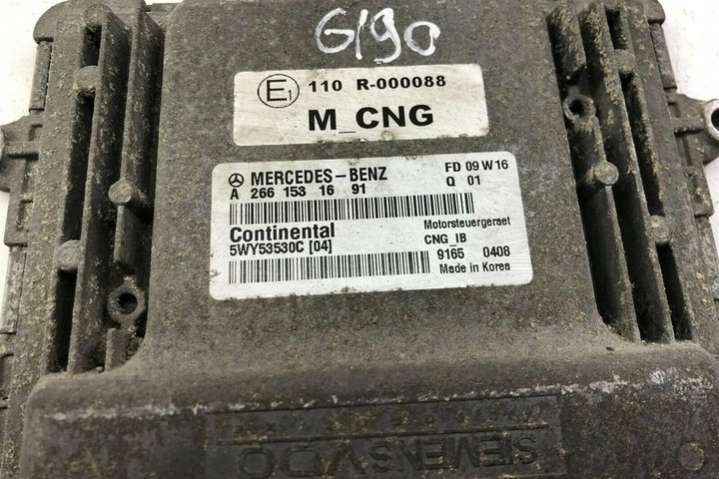 G190
E1 110 R-000088
M_CNG
MERCEDES-BENZ FD 09 W16
A 266 153 16 91 Q 01
Continental Motorsteuergerset
5WY53530C [04] CNG_IB
9165 0408
Made in Korea
SIEMENS VDO